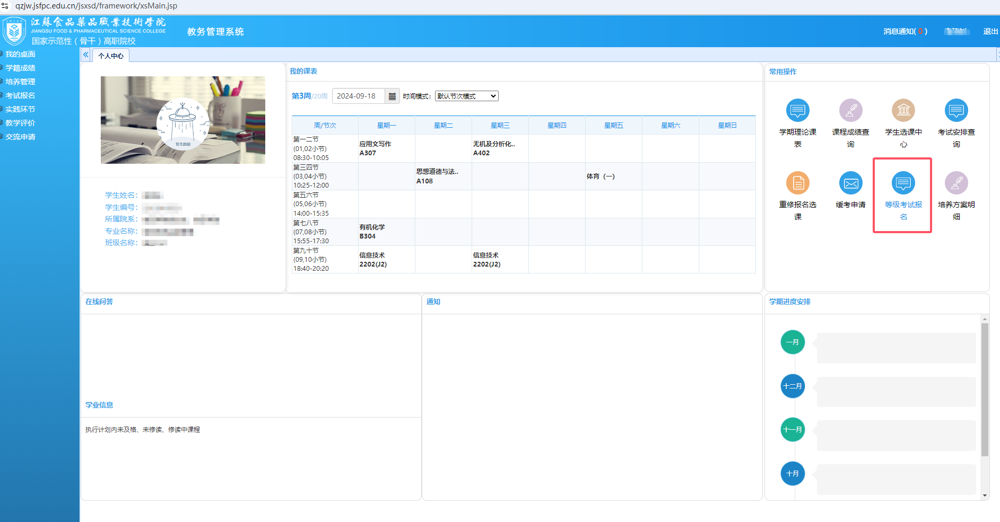 qzjw.jsfpc.edu.cn/jsxsd/framework/xsMain.jsp
江蘇食品藥品職業技術學院
JIANGSU FOOD & PHARMACEUTICAL SCIENCE COLLEGE
国家示范性（骨干）高职院校
教务管理系统
消息通知(0)
退出
我的桌面
学籍成绩
培养管理
考试报名
实践环节
教学评价
交流申请
个人中心
暂无数据
学生姓名：
学生编号：
所属院系：
专业名称：
班级名称：
我的课表
第3周/20周 2024-09-18 时间模式： 默认节次模式
周/节次 星期一 星期二 星期三 星期四 星期五 星期六 星期日
第一二节
(01,02小节)
08:30-10:05
应用文写作
A307
无机及分析化..
A402
第三四节
(03,04小节)
10:25-12:00
思想道德与法..
A108
体育（一）
第五六节
(05,06小节)
14:00-15:35
第七八节
(07,08小节)
15:55-17:30
有机化学
B304
第九十节
(09,10小节)
18:40-20:20
信息技术
2202(J2)
信息技术
2202(J2)
常用操作
学期理论课
表
课程成绩查
询
学生选课中
心
考试安排查
询
重修报名选
课
缓考申请
等级考试报
名
培养方案明
细
在线问答
学业信息
执行计划内未及格、未修读、修读中课程
通知
学期进度安排
一月
十二月
十一月
十月